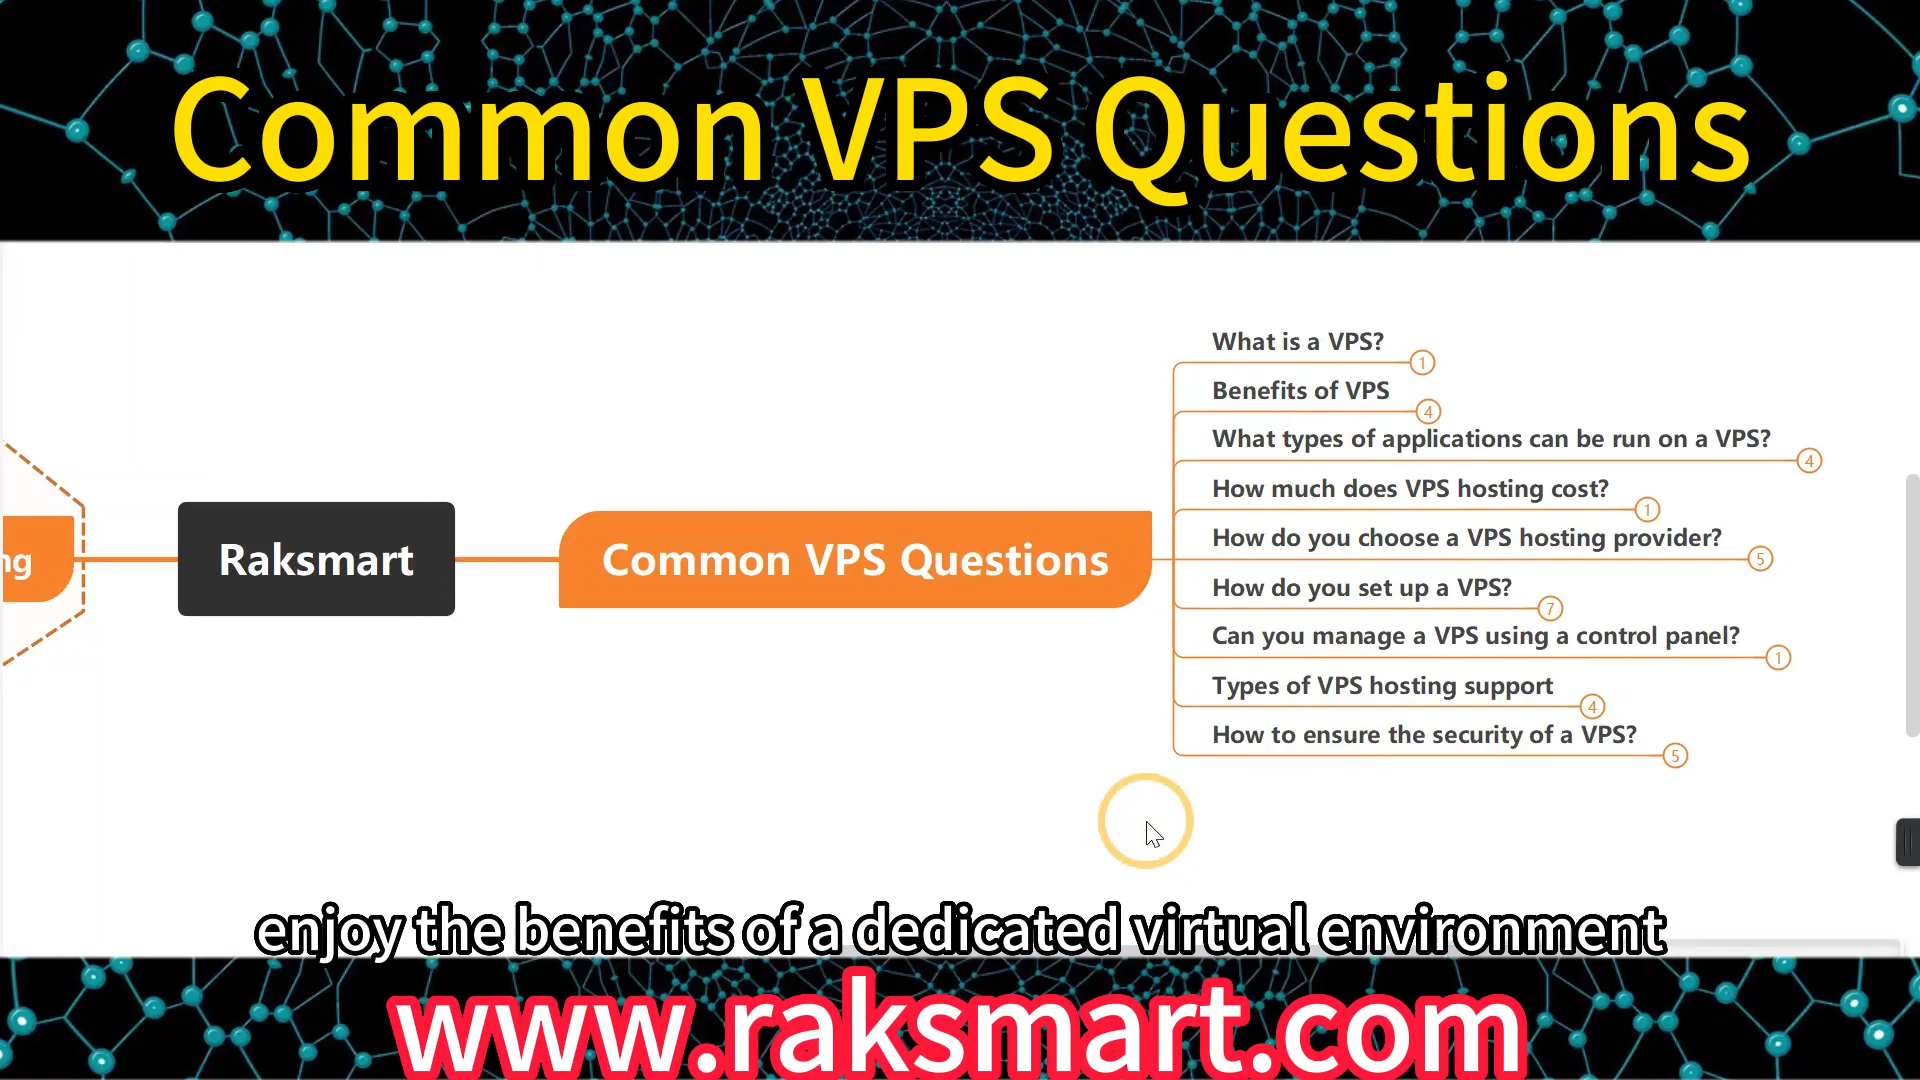 Common VPS Questions
What is a VPS?
1
Benefits of VPS
4
What types of applications can be run on a VPS?
4
How much does VPS hosting cost?
1
How do you choose a VPS hosting provider?
5
ng
Raksmart
Common VPS Questions
How do you set up a VPS?
7
Can you manage a VPS using a control panel?
1
Types of VPS hosting support
4
How to ensure the security of a VPS?
5
enjoy the benefits of a dedicated virtual environment
www.raksmart.com